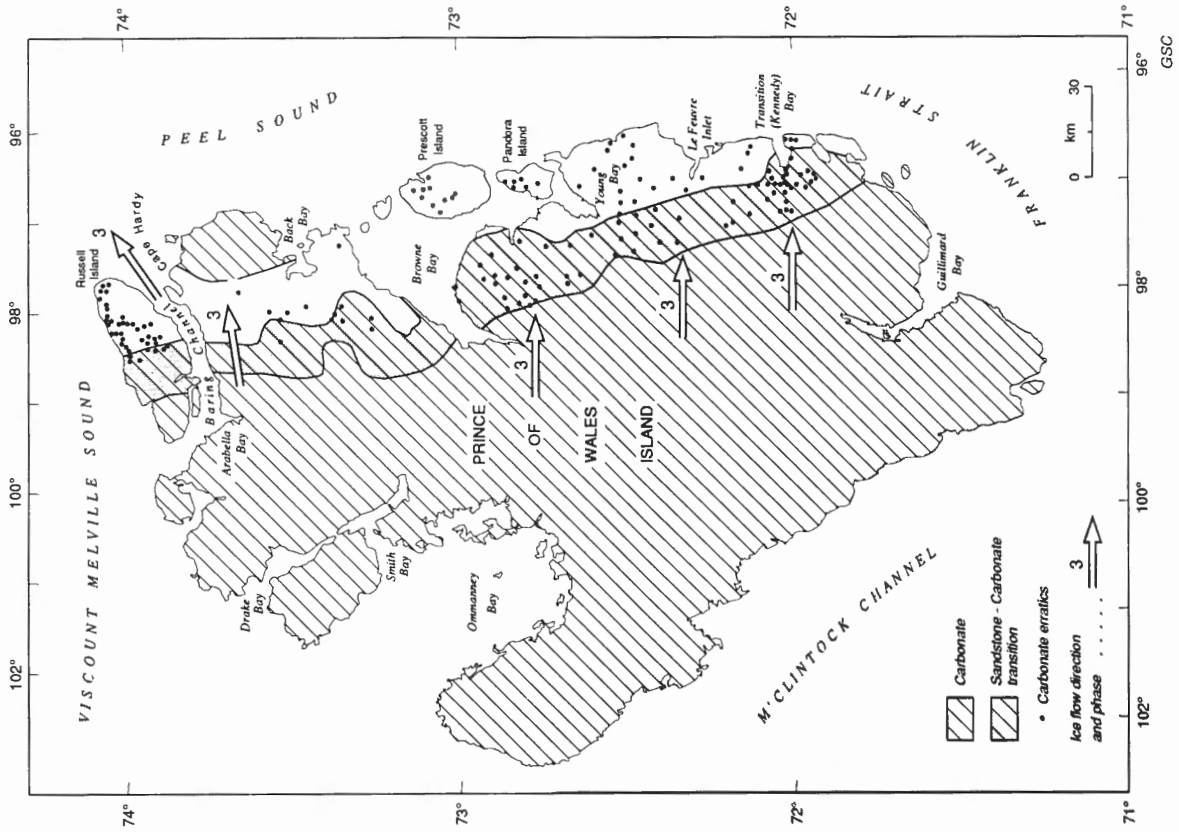 102°
100°
98°
96°
74°
74°
VISCOUNT MELVILLE SOUND
PEEL SOUND
Russell
Island
3
Cape Hardy
Baring Channel
Arabella
Bay
3
Back
Bay
Drake
Bay
Smith
Bay
Prescott
Island
Browne
Bay
73°
73°
Ommanney
Bay
PRINCE
OF
WALES
ISLAND
3
Pandora
Island
Young
Bay
3
Le Feuvre
Inlet
3
Transition
(Kennedy)
Bay
72°
72°
M'CLINTOCK CHANNEL
Guillimard
Bay
FRANKLIN STRAIT
Carbonate
Sandstone - Carbonate
transition
Carbonate erratics
Ice flow direction
and phase ......
3
0 km 30
71°
71°
102°
100°
98°
96°
GSC